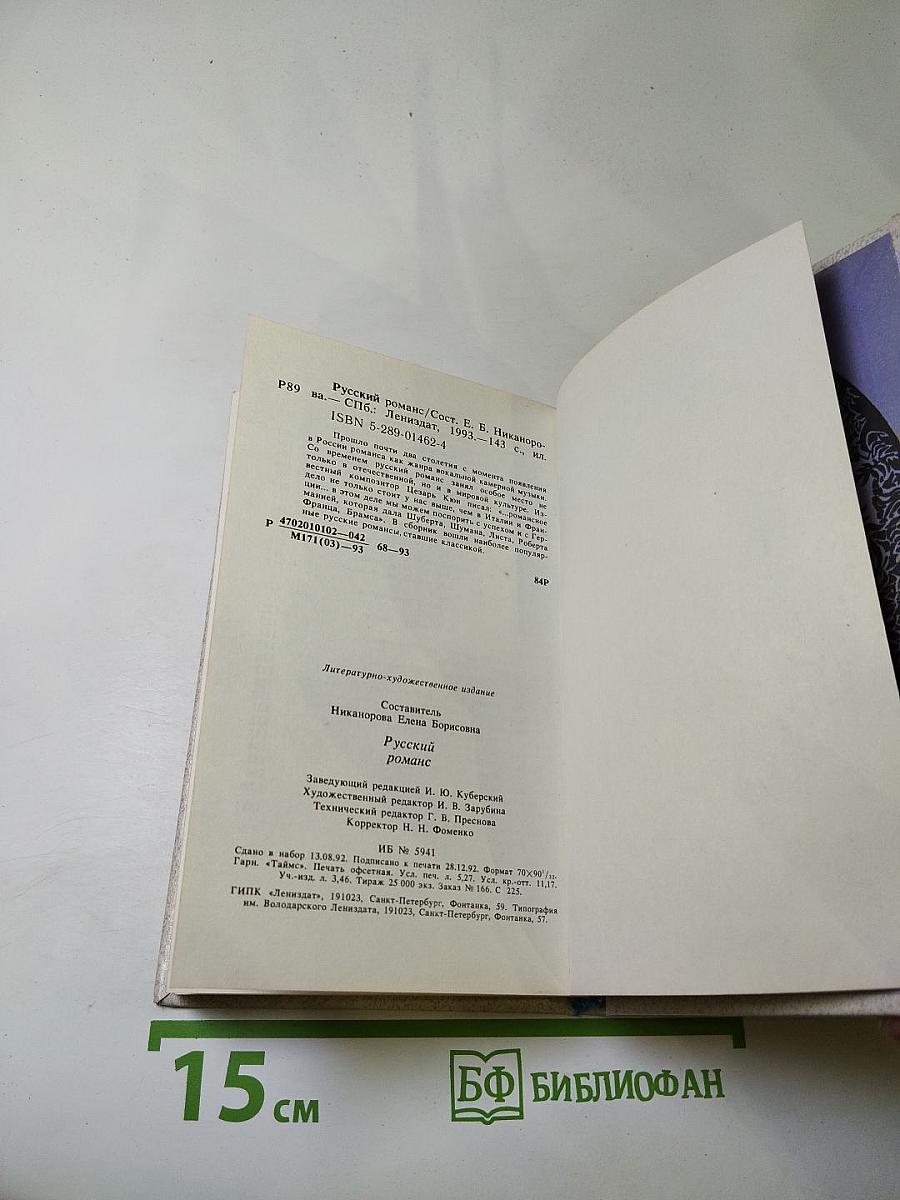 Русский романс/Сост. Е. Б. Никаноро-
Р89 ва.— СПб.: Лениздат, 1993.—143 с., ил.
ISBN 5-289-01462-4
Прошло почти два столетия с момента появления
в России романса как жанра вокальной камерной музыки.
Со временем русский романс занял особое место не
только в отечественной, но и в мировой культуре. Из-
вестный композитор Цезарь Кюи писал: «...романсное
дело не только стоит у нас выше, чем в Италии и Фран-
ции... в этом деле мы можем поспорить с успехом и с Гер-
манией, которая дала Шуберта, Шумана, Листа, Роберта
Франца, Брамса». В сборник вошли наиболее популяр-
ные русские романсы, ставшие классикой.
Р 4702010102—042 68—93
М171(03)—93
84Р
Литературно-художественное издание
Составитель
Никанорова Елена Борисовна
Русский
романс
Заведующий редакцией И. Ю. Куберский
Художественный редактор И. В. Зарубина
Технический редактор Г. В. Преснова
Корректор Н. Н. Фоменко
ИБ № 5941
Сдано в набор 13.08.92. Подписано к печати 28.12.92. Формат 70×90 1/32.
Гарн. «Таймс». Печать офсетная. Усл. печ. л. 5,27. Усл. кр.-отт. 11,17.
Уч.-изд. л. 3,46. Тираж 25 000 экз. Заказ № 166. С 225.
ГИПК «Лениздат», 191023, Санкт-Петербург, Фонтанка, 59. Типография
им. Володарского Лениздата, 191023, Санкт-Петербург, Фонтанка, 57.
15 см
БФ БИБЛИОФАН